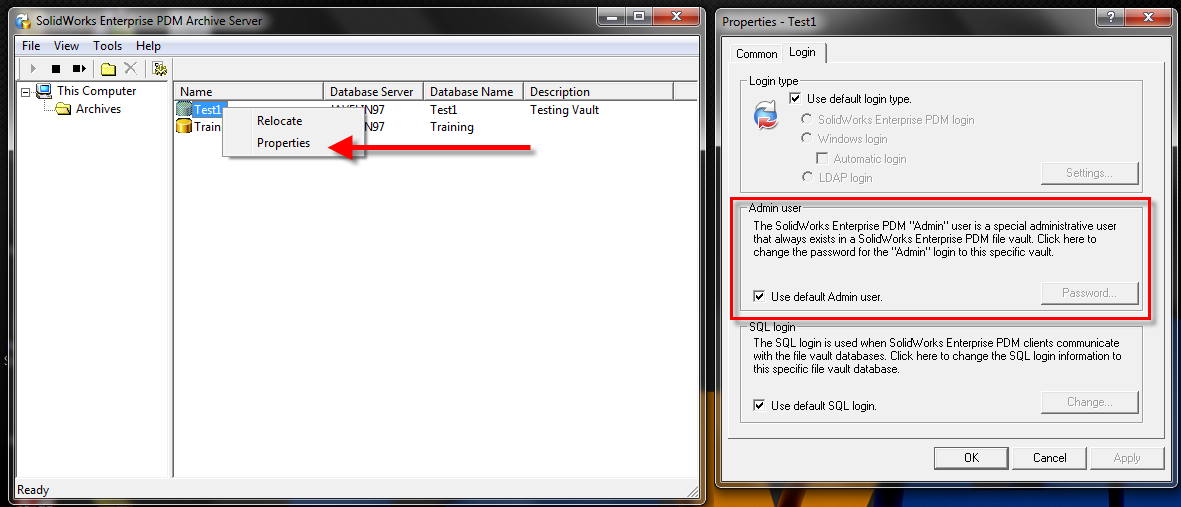 SolidWorks Enterprise PDM Archive Server
File View Tools Help
This Computer
Archives
Name Database Server Database Name Description
Test1 Test1 Testing Vault
Train Training
Relocate
Properties
Ready
Properties - Test1
?
Common Login
Login type
Use default login type.
SolidWorks Enterprise PDM login
Windows login
Automatic login
LDAP login
Settings...
Admin user
The SolidWorks Enterprise PDM "Admin" user is a special administrative user
that always exists in a SolidWorks Enterprise PDM file vault. Click here to
change the password for the "Admin" login to this specific vault.
Use default Admin user.
Password...
SQL login
The SQL login is used when SolidWorks Enterprise PDM clients communicate
with the file vault databases. Click here to change the SQL login information to
this specific file vault database.
Use default SQL login.
Change...
OK Cancel Apply